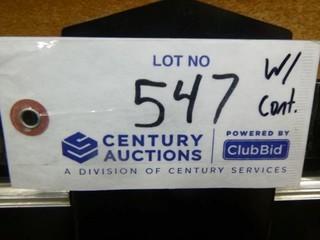 LOT NO
547 W/ Cont.
CENTURY AUCTIONS
POWERED BY ClubBid
A DIVISION OF CENTURY SERVICES